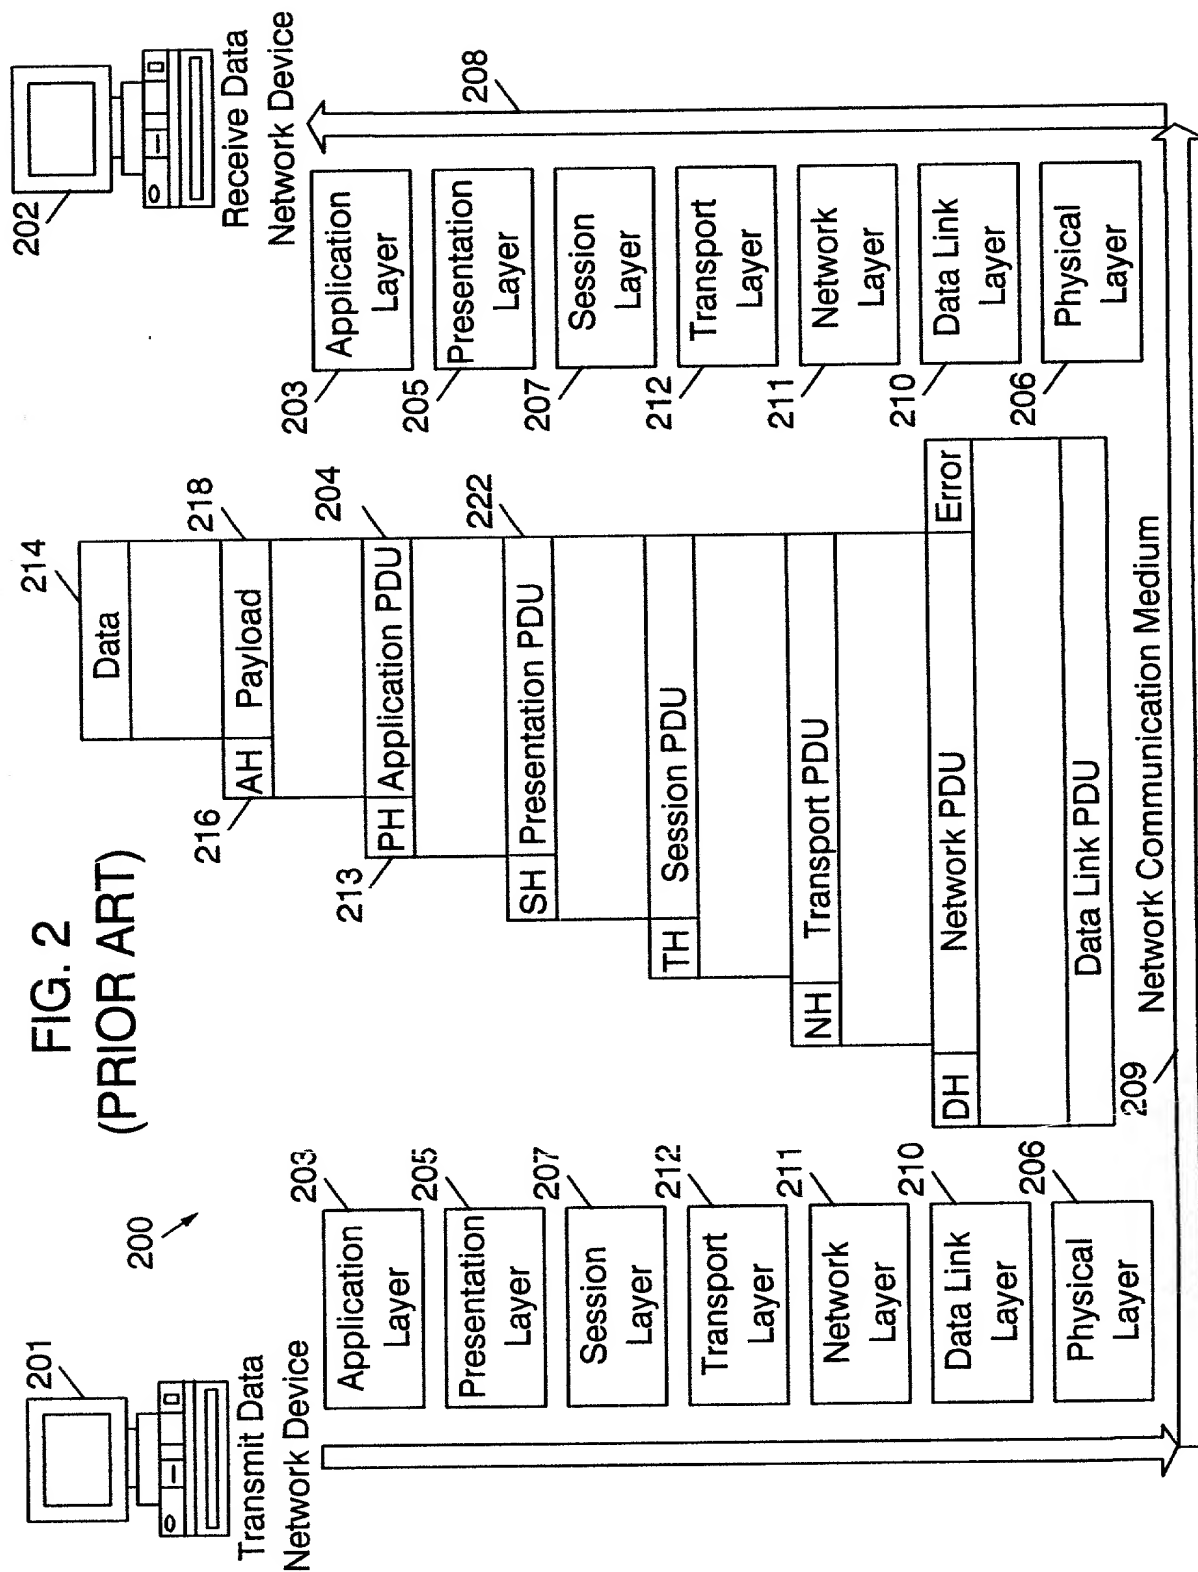 FIG. 2
(PRIOR ART)
200
201
Transmit Data
Network Device
203
Application
Layer
205
Presentation
Layer
207
Session
Layer
212
Transport
Layer
211
Network
Layer
210
Data Link
Layer
206
Physical
Layer
214
Data
216
AH
Payload
218
213
PH
Application PDU
204
SH
Presentation PDU
222
TH
Session PDU
NH
Transport PDU
DH
Network PDU
Error
Data Link PDU
209
Network Communication Medium
202
Receive Data
Network Device
208
203
Application
Layer
205
Presentation
Layer
207
Session
Layer
212
Transport
Layer
211
Network
Layer
210
Data Link
Layer
206
Physical
Layer